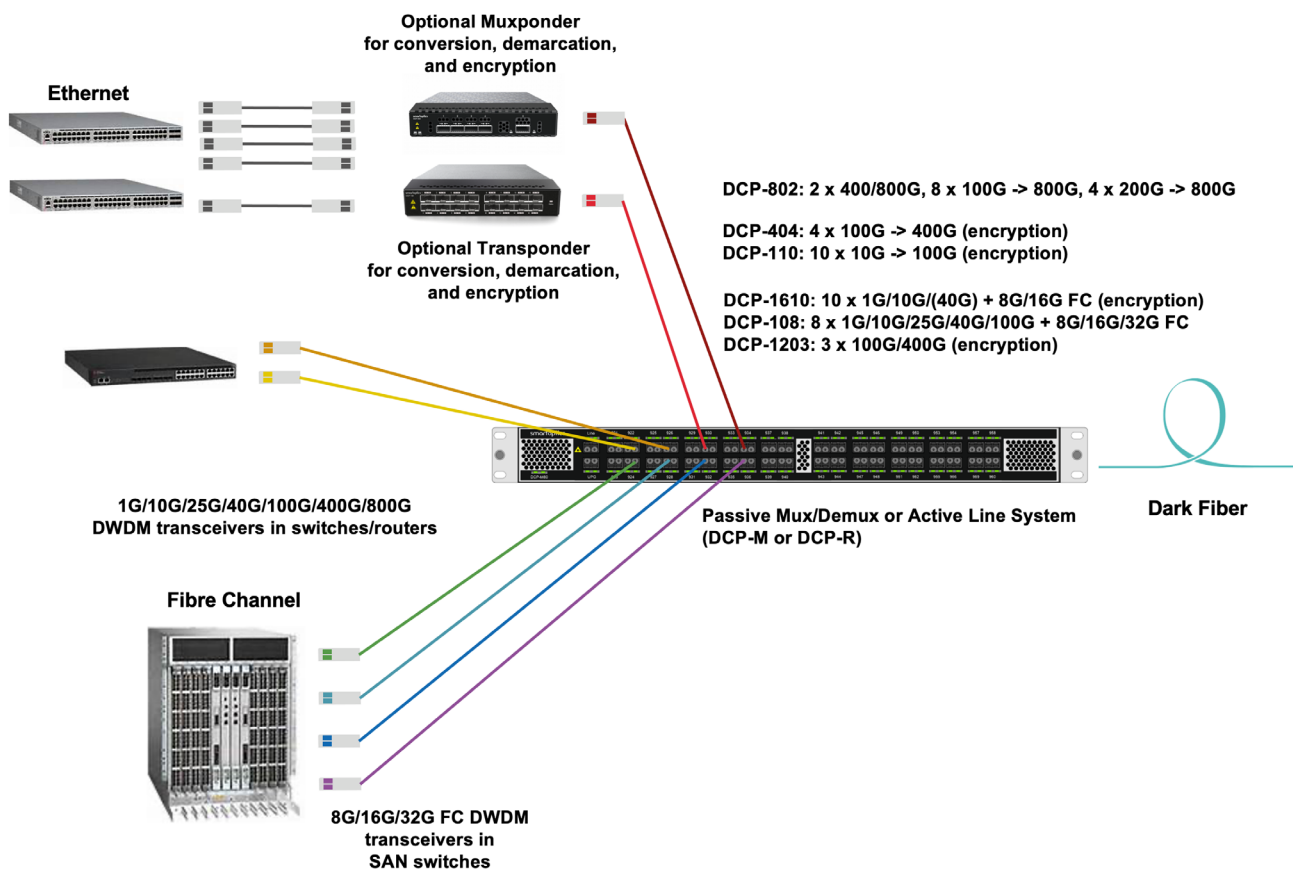 Optional Muxponder
for conversion, demarcation,
and encryption
Ethernet
DCP-802: 2 x 400/800G, 8 x 100G -> 800G, 4 x 200G -> 800G
DCP-404: 4 x 100G -> 400G (encryption)
DCP-110: 10 x 10G -> 100G (encryption)
Optional Transponder
for conversion, demarcation,
and encryption
DCP-1610: 10 x 1G/10G/(40G) + 8G/16G FC (encryption)
DCP-108: 8 x 1G/10G/25G/40G/100G + 8G/16G/32G FC
DCP-1203: 3 x 100G/400G (encryption)
smartoptics
Line
1G/10G/25G/40G/100G/400G/800G
DWDM transceivers in switches/routers
Passive Mux/Demux or Active Line System
(DCP-M or DCP-R)
Dark Fiber
Fibre Channel
8G/16G/32G FC DWDM
transceivers in
SAN switches